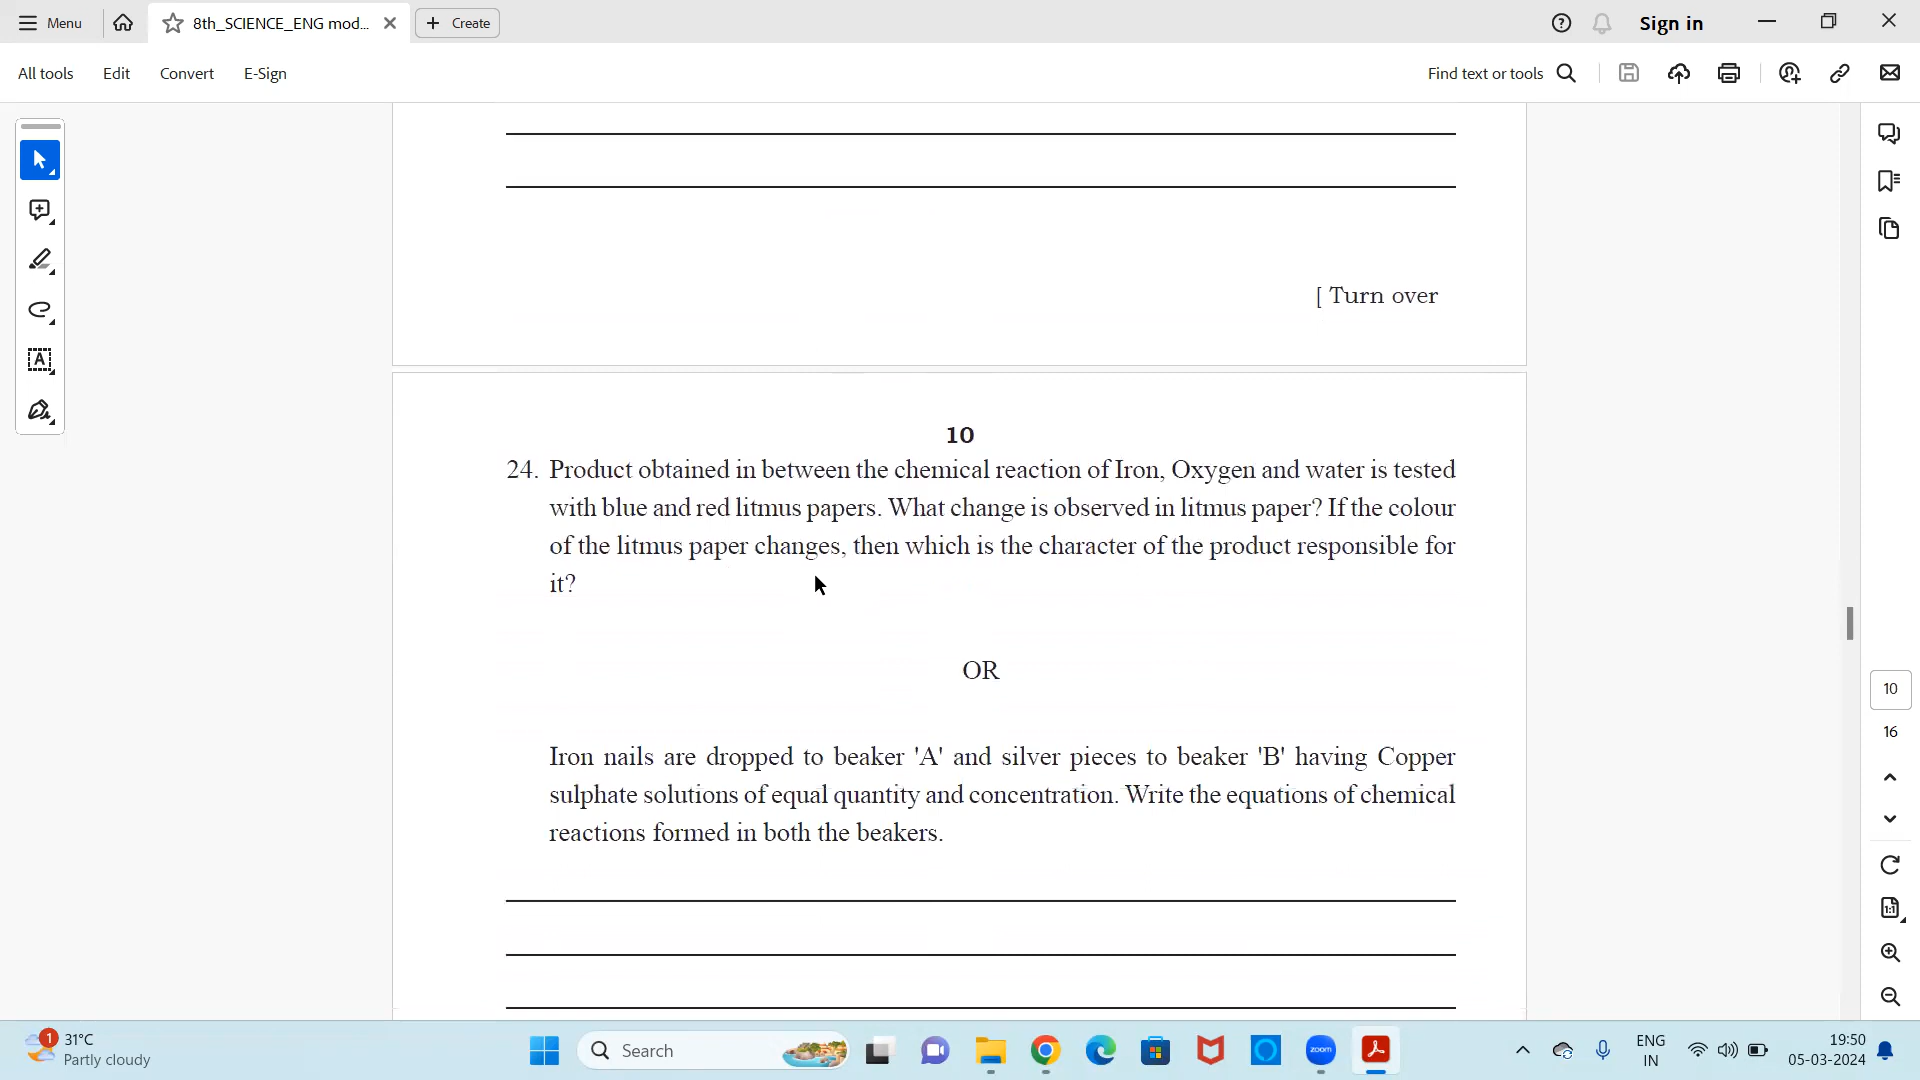 Menu
8th_SCIENCE_ENG mod...
Create
Sign in
All tools
Edit
Convert
E-Sign
Find text or tools
[ Turn over
10
24. Product obtained in between the chemical reaction of Iron, Oxygen and water is tested
with blue and red litmus papers. What change is observed in litmus paper? If the colour
of the litmus paper changes, then which is the character of the product responsible for
it?
OR
Iron nails are dropped to beaker 'A' and silver pieces to beaker 'B' having Copper
sulphate solutions of equal quantity and concentration. Write the equations of chemical
reactions formed in both the beakers.
10
16
1:1
1
31°C
Partly cloudy
Search
zoom
ENG
IN
19:50
05-03-2024